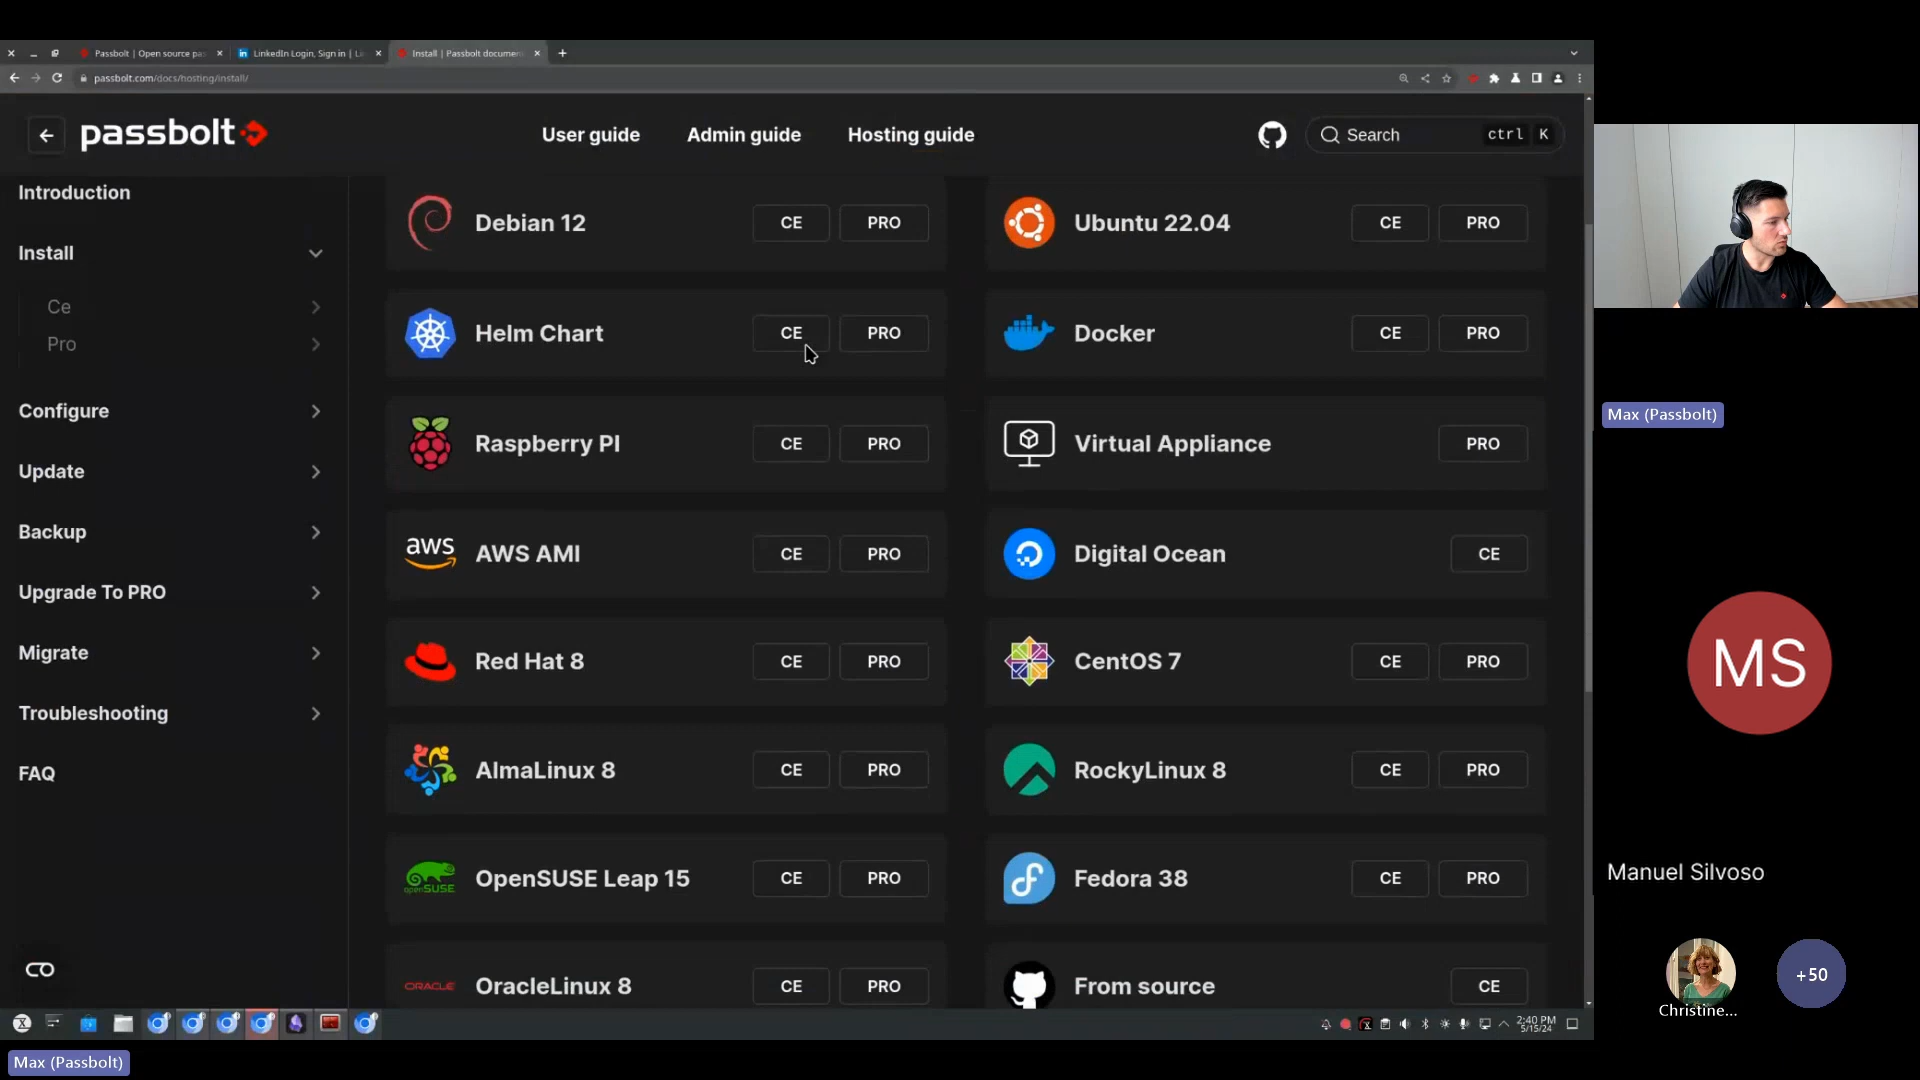 Passbolt | Open source pas
LinkedIn Login, Sign in | Li
Install | Passbolt documen
passbolt.com/docs/hosting/install/
passbolt
User guide
Admin guide
Hosting guide
Search
ctrl K
Introduction
Install
Ce
Pro
Configure
Update
Backup
Upgrade To PRO
Migrate
Troubleshooting
FAQ
Debian 12 CE PRO
Ubuntu 22.04 CE PRO
Helm Chart CE PRO
Docker CE PRO
Raspberry PI CE PRO
Virtual Appliance PRO
aws AWS AMI CE PRO
Digital Ocean CE
Red Hat 8 CE PRO
CentOS 7 CE PRO
AlmaLinux 8 CE PRO
RockyLinux 8 CE PRO
openSUSE OpenSUSE Leap 15 CE PRO
Fedora 38 CE PRO
ORACLE OracleLinux 8 CE PRO
From source CE
2:40 PM
5/15/24
Max (Passbolt)
MS
Manuel Silvoso
Christine...
+50
Max (Passbolt)